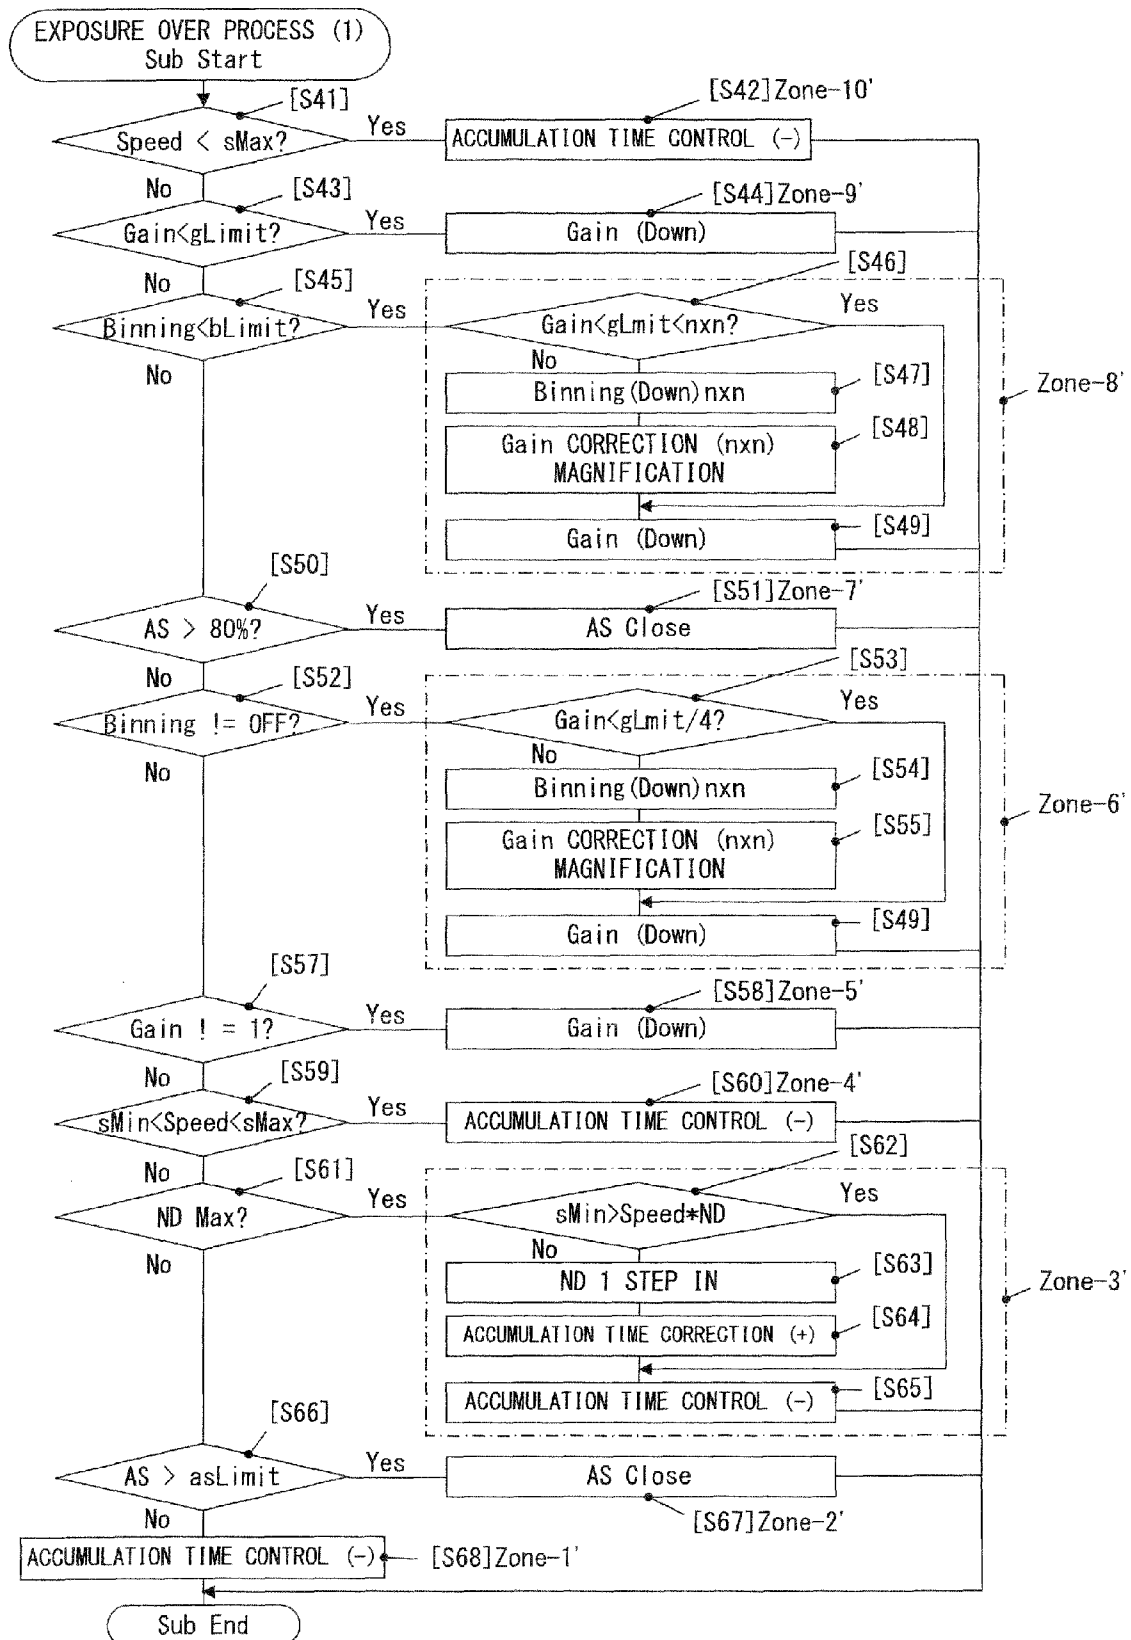 EXPOSURE OVER PROCESS (1)
Sub Start
[S41]
Speed < sMax?
Yes
[S42]Zone-10'
ACCUMULATION TIME CONTROL (-)
No
[S43]
Gain<gLimit?
Yes
[S44]Zone-9'
Gain (Down)
No
[S45]
Binning<bLimit?
Yes
[S46]
Gain<gLmit<nxn?
Yes
No
No
[S47]
Binning(Down)nxn
Zone-8'
[S48]
Gain CORRECTION (nxn)
MAGNIFICATION
[S49]
Gain (Down)
[S50]
AS > 80%?
Yes
[S51]Zone-7'
AS Close
No
[S52]
Binning != OFF?
Yes
[S53]
Gain<gLmit/4?
Yes
No
No
[S54]
Binning(Down)nxn
Zone-6'
[S55]
Gain CORRECTION (nxn)
MAGNIFICATION
[S49]
Gain (Down)
[S57]
Gain ! = 1?
Yes
[S58]Zone-5'
Gain (Down)
No
[S59]
sMin<Speed<sMax?
Yes
[S60]Zone-4'
ACCUMULATION TIME CONTROL (-)
No
[S61]
ND Max?
Yes
[S62]
sMin>Speed*ND
Yes
No
No
[S63]
ND 1 STEP IN
Zone-3'
[S64]
ACCUMULATION TIME CORRECTION (+)
[S65]
ACCUMULATION TIME CONTROL (-)
[S66]
AS > asLimit
Yes
AS Close
[S67]Zone-2'
No
ACCUMULATION TIME CONTROL (-)
[S68]Zone-1'
Sub End